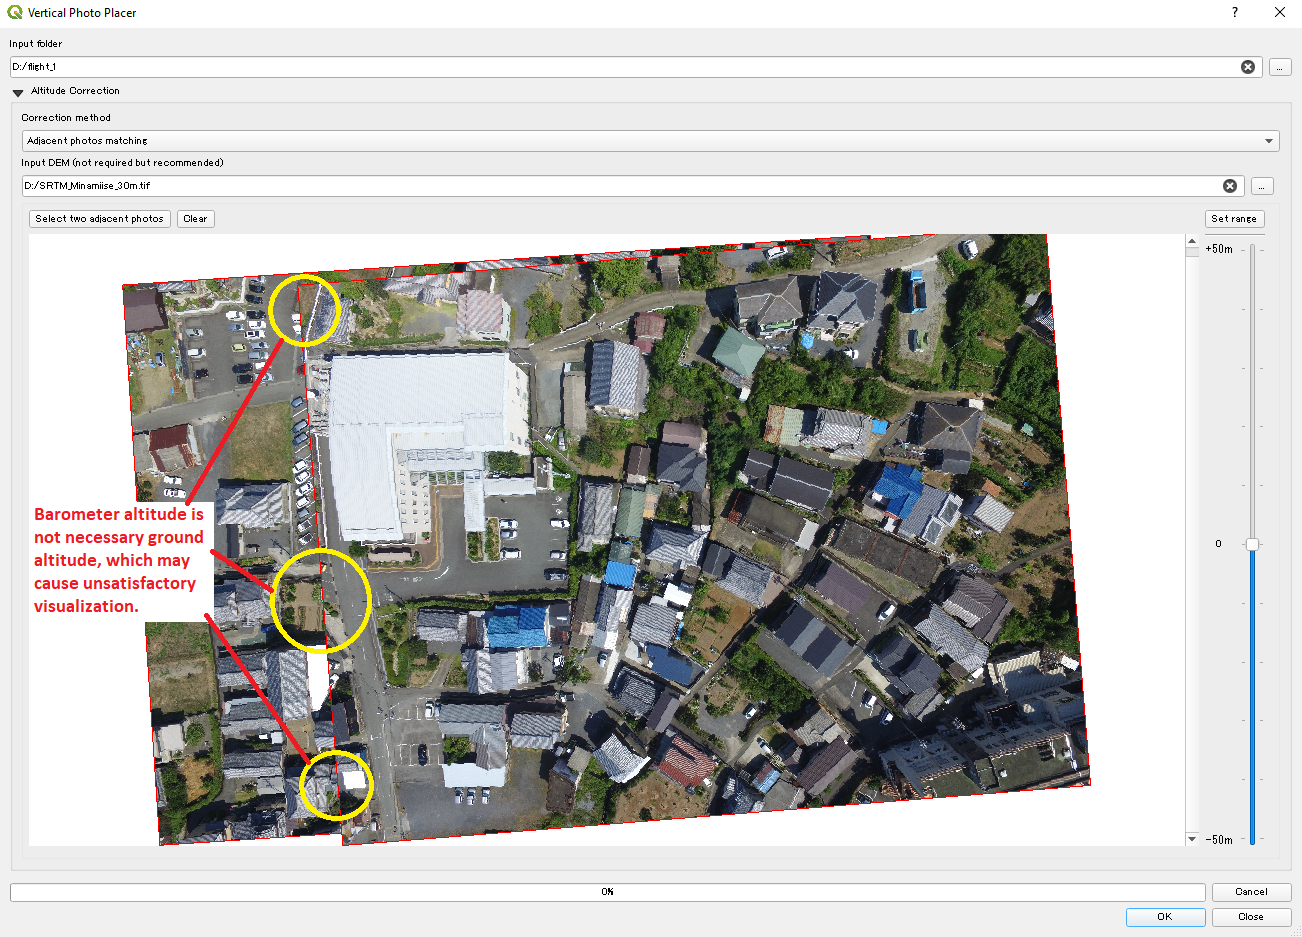 Vertical Photo Placer
?
Input folder
D:/flight_1
...
Altitude Correction
Correction method
Adjacent photos matching
Input DEM (not required but recommended)
D:/SRTM_Minamiise_30m.tif
...
Select two adjacent photos
Clear
Set range
+50m
0
-50m
Barometer altitude is
not necessary ground
altitude, which may
cause unsatisfactory
visualization.
0%
Cancel
OK
Close